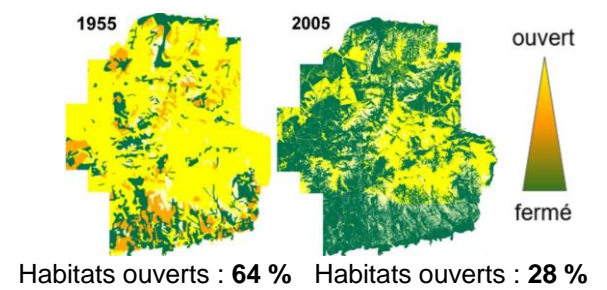 1955
2005
ouvert
fermé
Habitats ouverts : 64 % Habitats ouverts : 28 %